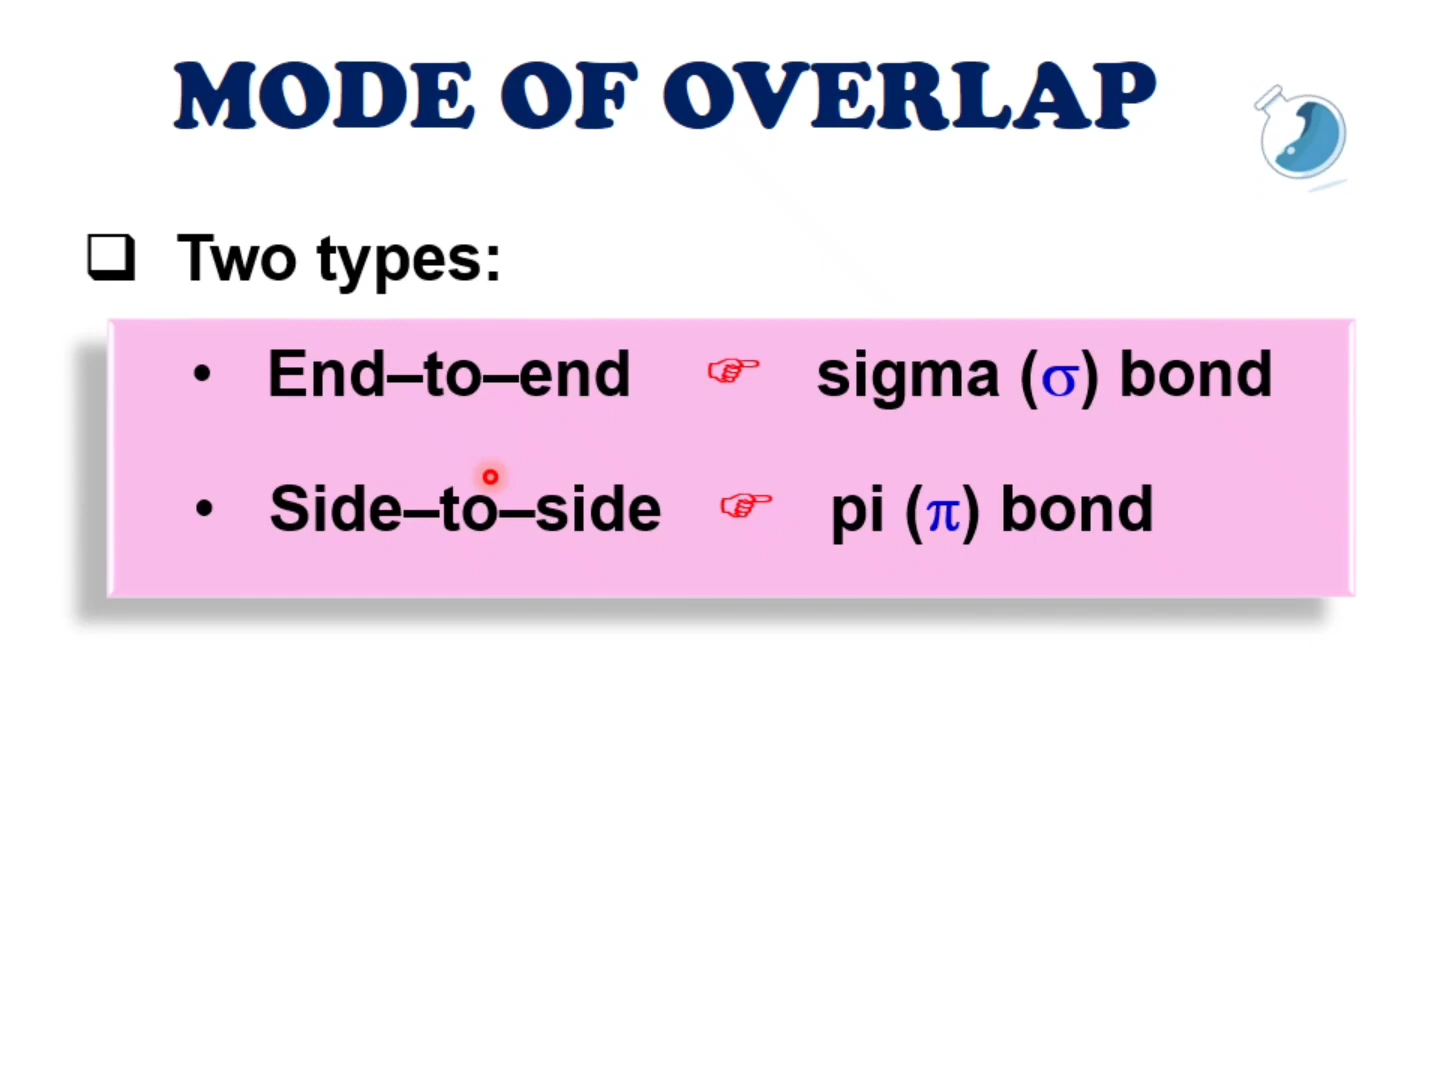 MODE OF OVERLAP
❑ Two types:
• End–to–end ☞ sigma (σ) bond
• Side–to–side ☞ pi (π) bond